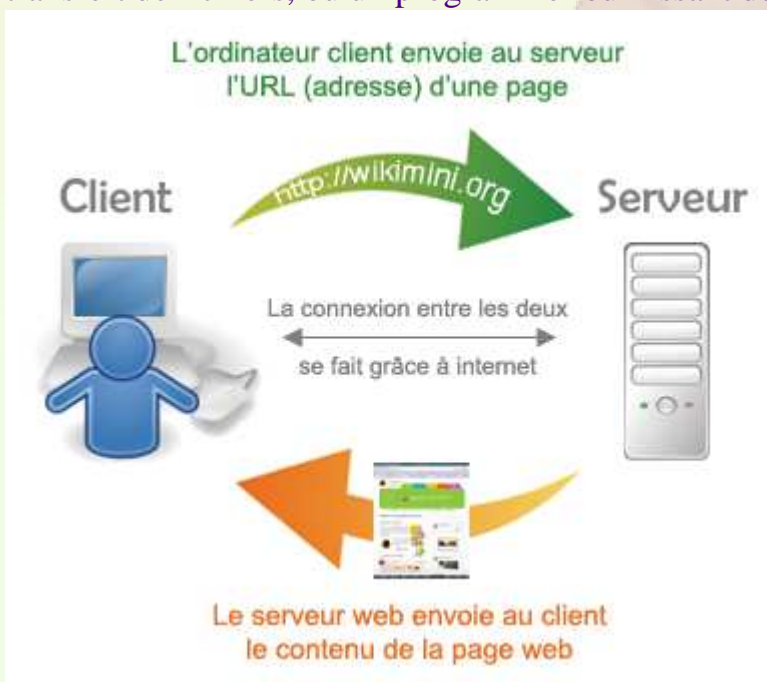 L'ordinateur client envoie au serveur
l'URL (adresse) d'une page
http://wikimini.org
Client
Serveur
La connexion entre les deux
se fait grâce à internet
Le serveur web envoie au client
le contenu de la page web